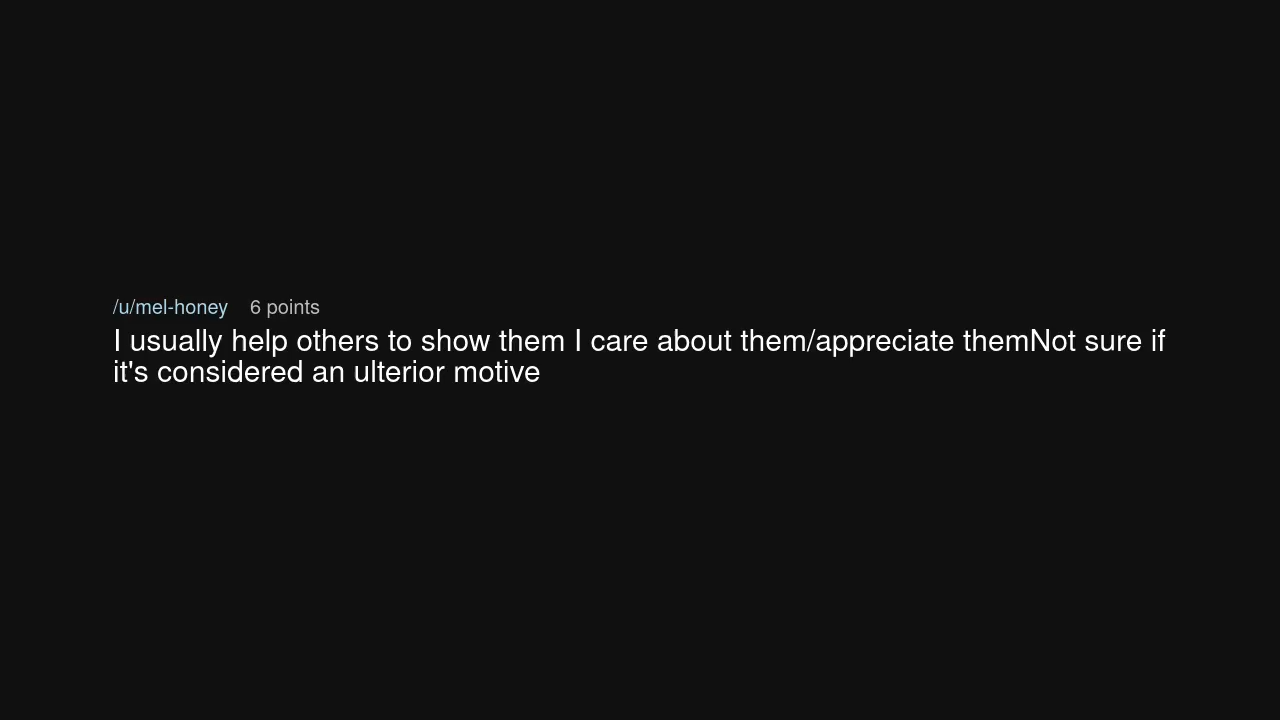 /u/mel-honey 6 points
I usually help others to show them I care about them/appreciate themNot sure if
it's considered an ulterior motive